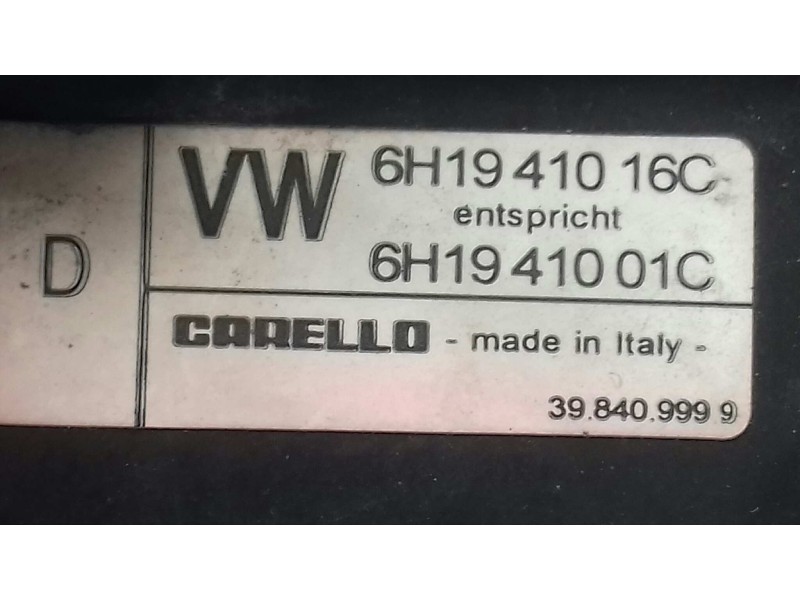 VW 6H19 410 16C
entspricht
6H19 410 01C
D
CARELLO - made in Italy -
39.840.999 9